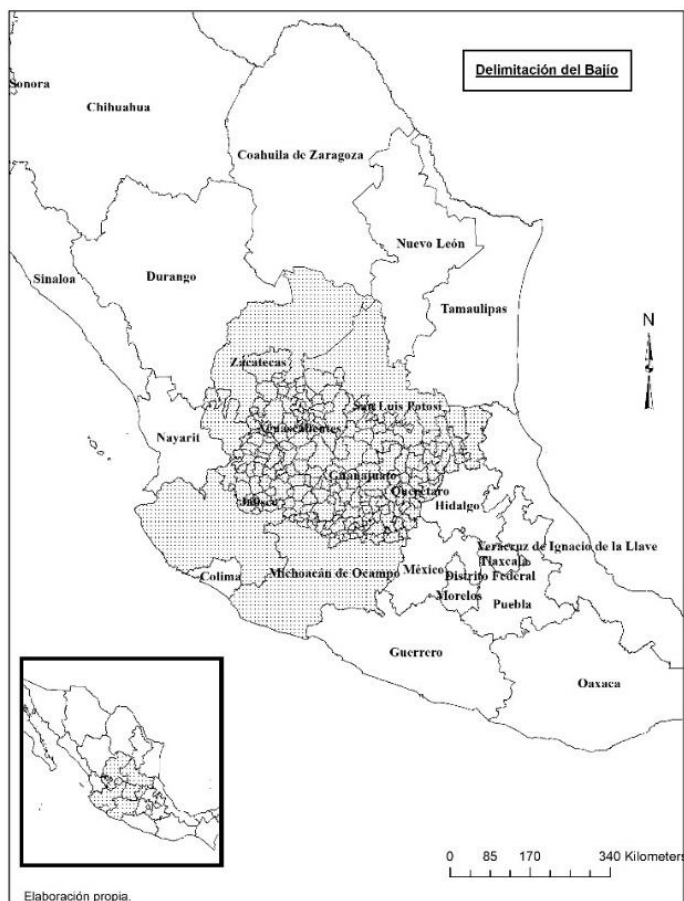 Delimitación del Bajío
Sonora
Chihuahua
Coahuila de Zaragoza
Nuevo León
Sinaloa
Durango
Tamaulipas
N
Zacatecas
San Luis Potosí
Aguascalientes
Nayarit
Guanajuato
Querétaro
Jalisco
Hidalgo
Veracruz de Ignacio de la Llave
Tlaxcala
Colima
Michoacán de Ocampo
México
Distrito Federal
Morelos
Puebla
Guerrero
Oaxaca
0 85 170 340 Kilometers
Elaboración propia.